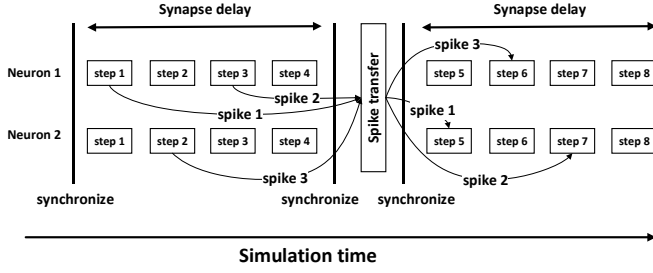 Synapse delay Synapse delay
spike 3
Neuron 1 step 1 step 2 step 3 step 4 step 5 step 6 step 7 step 8
spike 2
spike 1 spike 1
Spike transfer
Neuron 2 step 1 step 2 step 3 step 4 step 5 step 6 step 7 step 8
spike 3 spike 2
synchronize synchronize synchronize
Simulation time